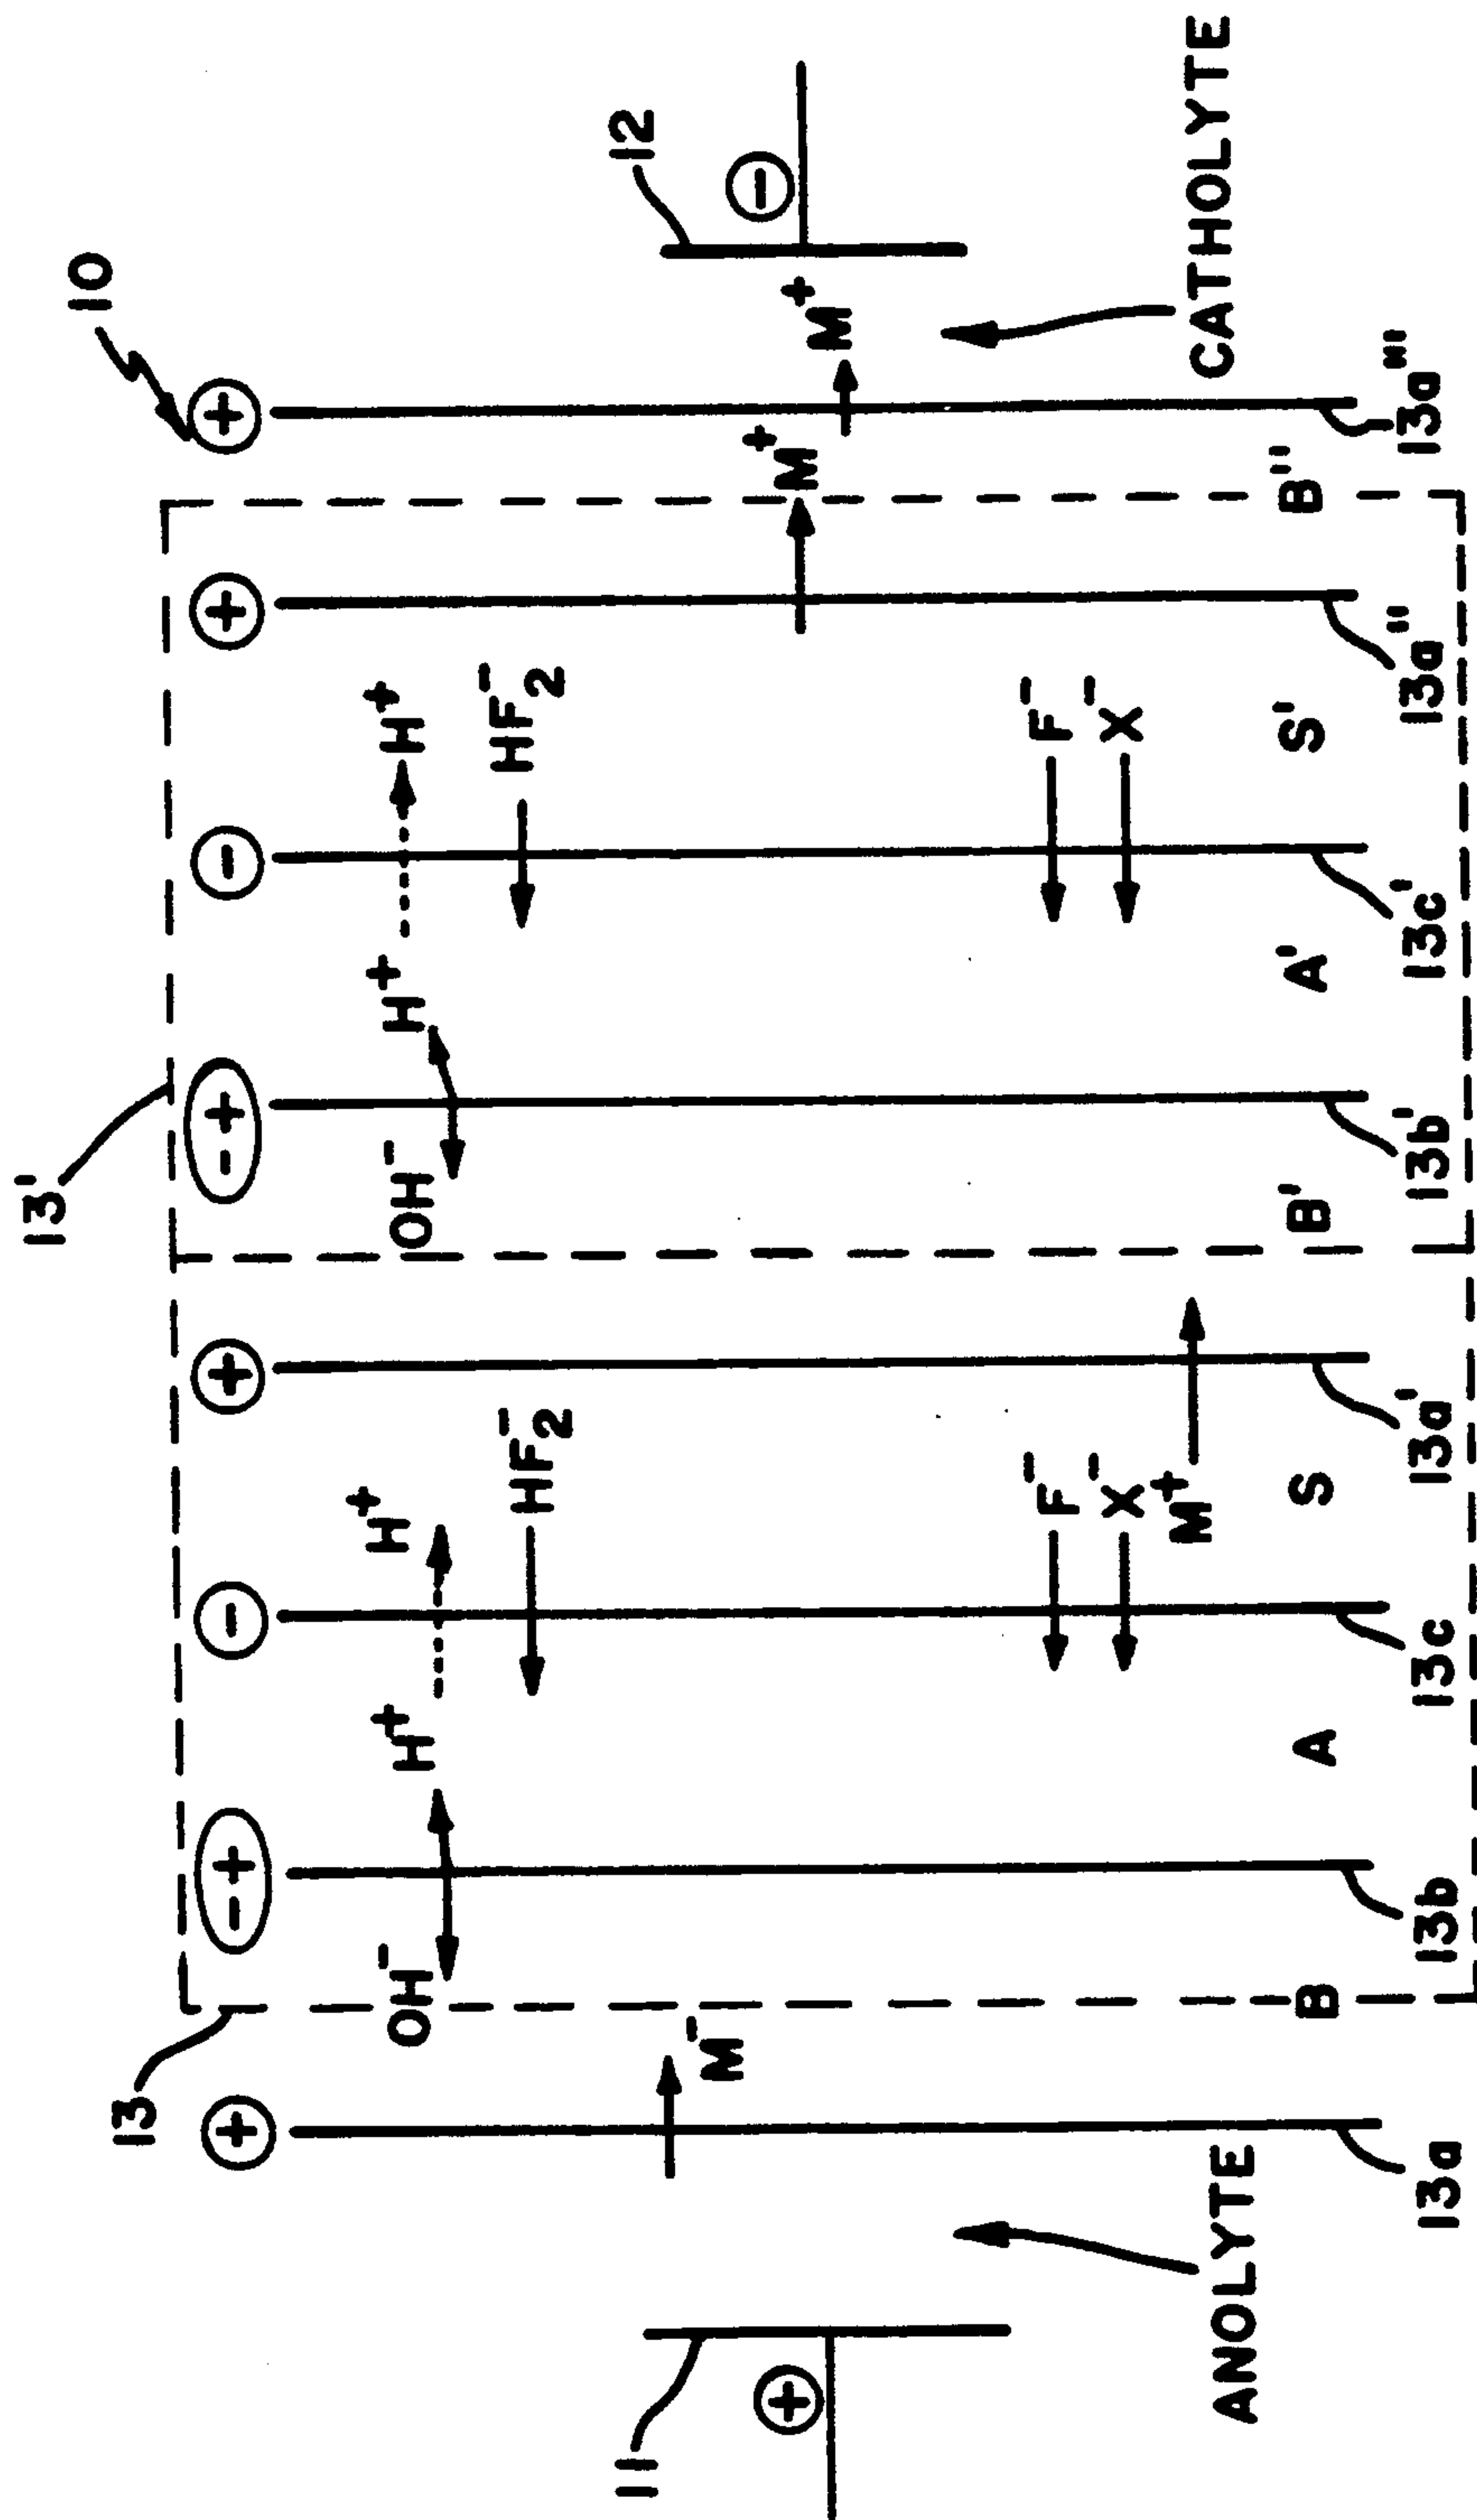 13'
10
13
+ - + - + - + - + +
OH⁻ H⁺ H⁺ OH⁻ H⁺ H⁺
HF₂⁻ HF₂⁻
11 12
M⁻
+ M⁺ M⁺ -
F⁻ F⁻
X⁻ X⁻
M⁺
ANOLYTE CATHOLYTE
B A S B' A' S' B"
13a 13b 13c 13a' 13b' 13c' 13a" 13a"'